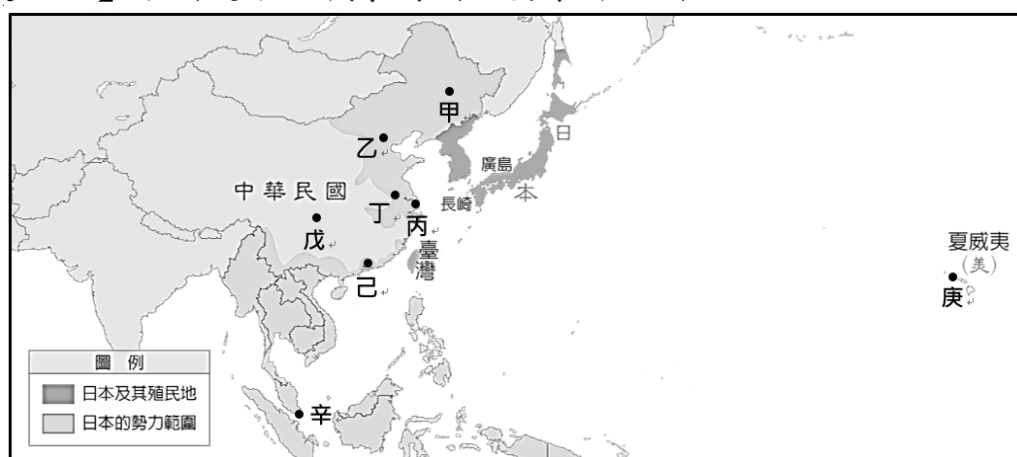 甲
乙
日
廣島
本
中華民國
長崎
丁
丙
戊
臺灣
己
夏威夷
(美)
庚
辛
圖 例
日本及其殖民地
日本的勢力範圍